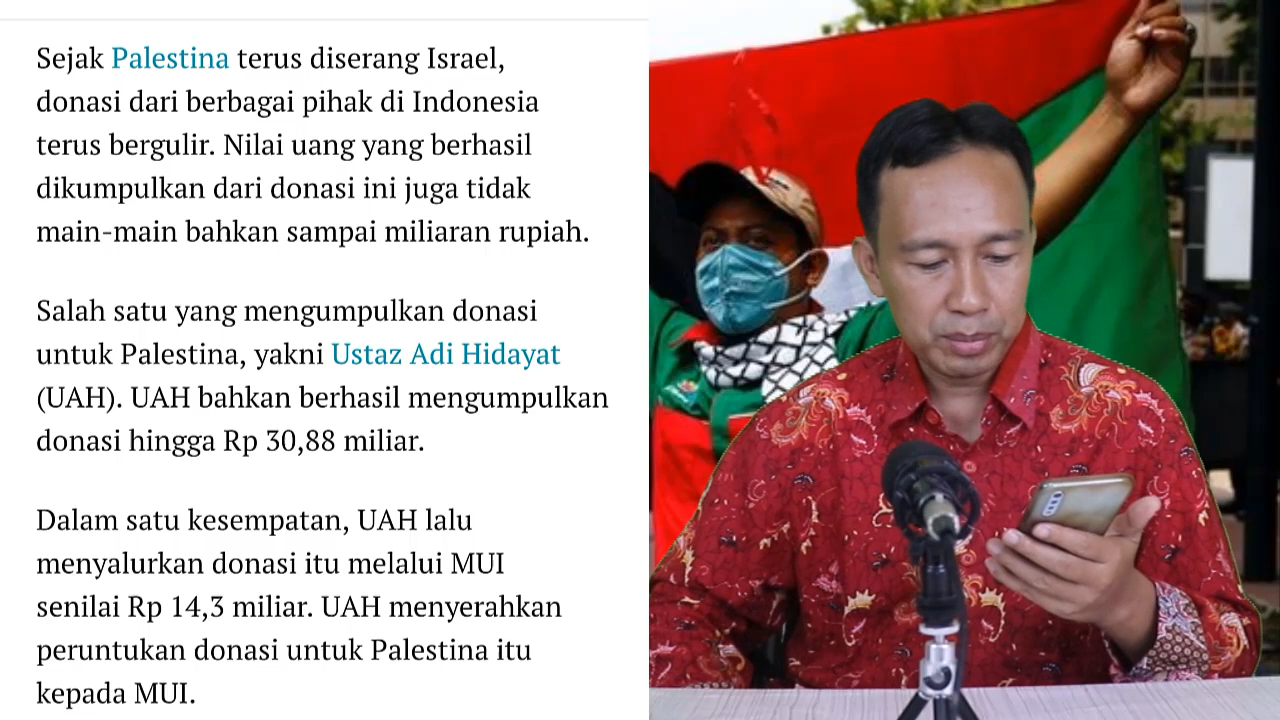 Sejak Palestina terus diserang Israel,
donasi dari berbagai pihak di Indonesia
terus bergulir. Nilai uang yang berhasil
dikumpulkan dari donasi ini juga tidak
main-main bahkan sampai miliaran rupiah.
Salah satu yang mengumpulkan donasi
untuk Palestina, yakni Ustaz Adi Hidayat
(UAH). UAH bahkan berhasil mengumpulkan
donasi hingga Rp 30,88 miliar.
Dalam satu kesempatan, UAH lalu
menyalurkan donasi itu melalui MUI
senilai Rp 14,3 miliar. UAH menyerahkan
peruntukan donasi untuk Palestina itu
kepada MUI.